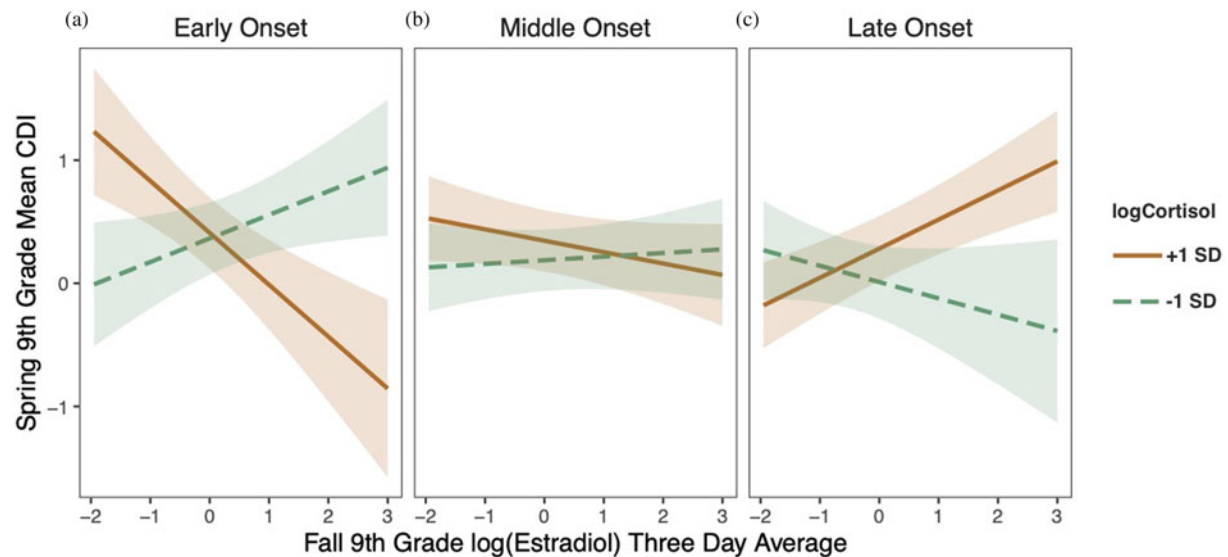 (a) (b) (c)
Early Onset Middle Onset Late Onset
Spring 9th Grade Mean CDI
1
0
−1
logCortisol
+1 SD
-1 SD
−2 −1 0 1 2 3 −2 −1 0 1 2 3 −2 −1 0 1 2 3
Fall 9th Grade log(Estradiol) Three Day Average